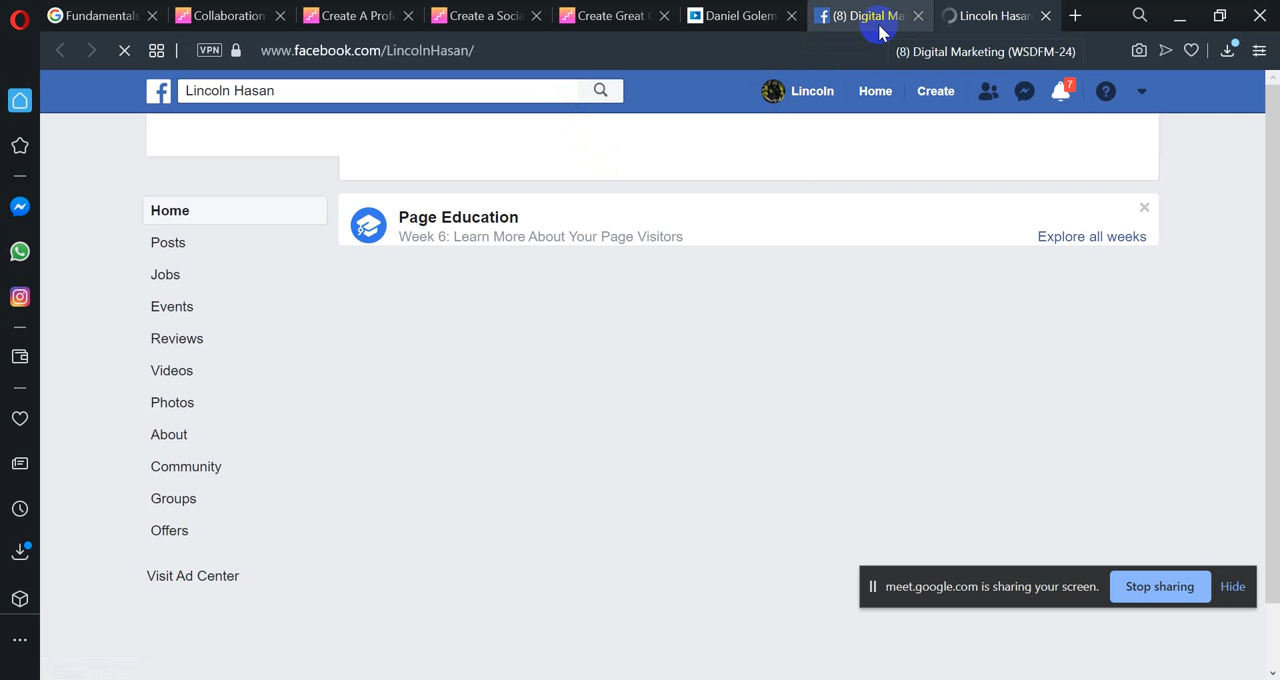 Fundamentals
Collaboration
Create A Prof
Create a Socia
Create Great
Daniel Golem
(8) Digital Ma
Lincoln Hasan
VPN
www.facebook.com/LincolnHasan/
(8) Digital Marketing (WSDFM-24)
Lincoln Hasan
Lincoln
Home
Create
7
Home
Posts
Jobs
Events
Reviews
Videos
Photos
About
Community
Groups
Offers
Visit Ad Center
Page Education
Week 6: Learn More About Your Page Visitors
Explore all weeks
meet.google.com is sharing your screen.
Stop sharing
Hide